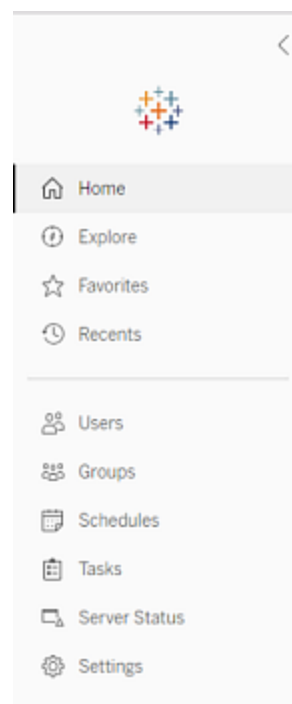 Home
Explore
Favorites
Recents
Users
Groups
Schedules
Tasks
Server Status
Settings